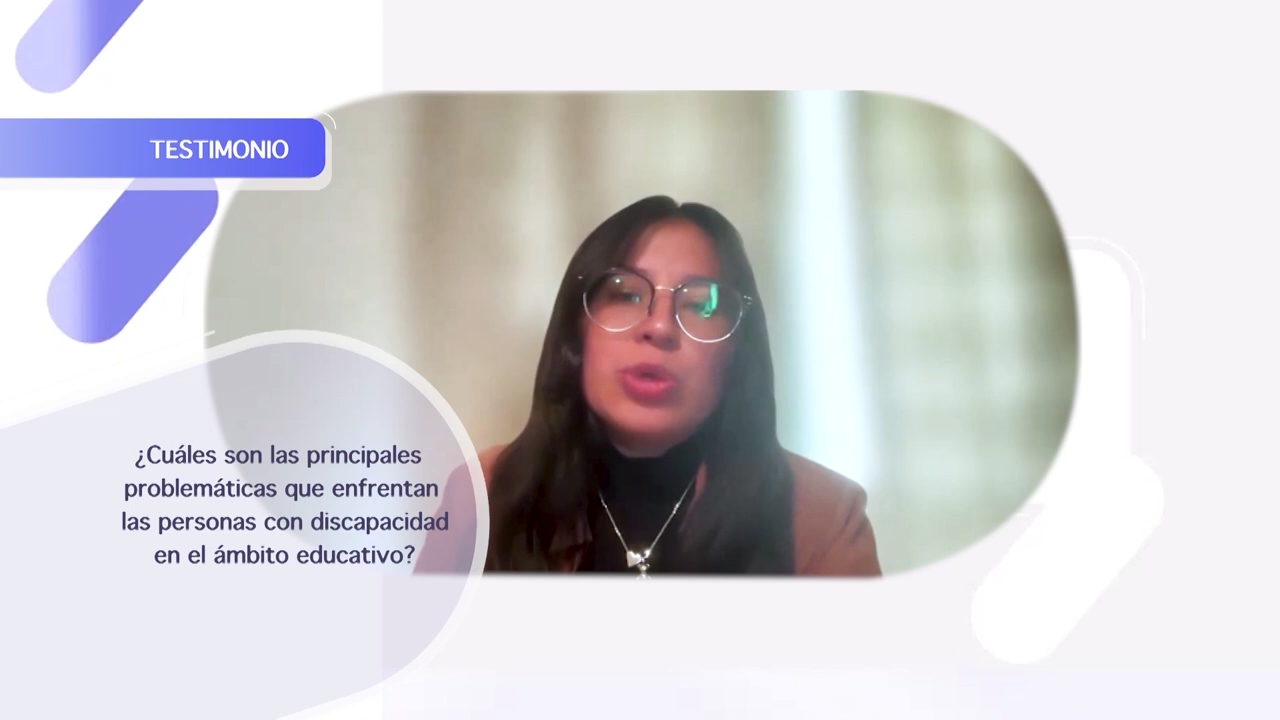 TESTIMONIO
¿Cuáles son las principales
problemáticas que enfrentan
las personas con discapacidad
en el ámbito educativo?